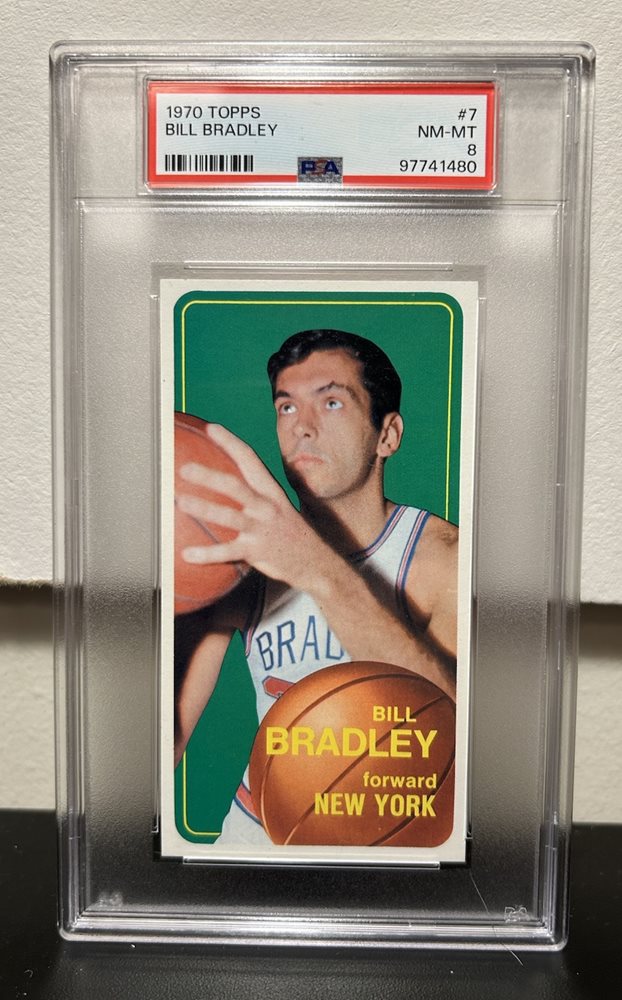 1970 TOPPS
#7
BILL BRADLEY
NM-MT
8
PSA
97741480
BRAD
BILL
BRADLEY
forward
NEW YORK